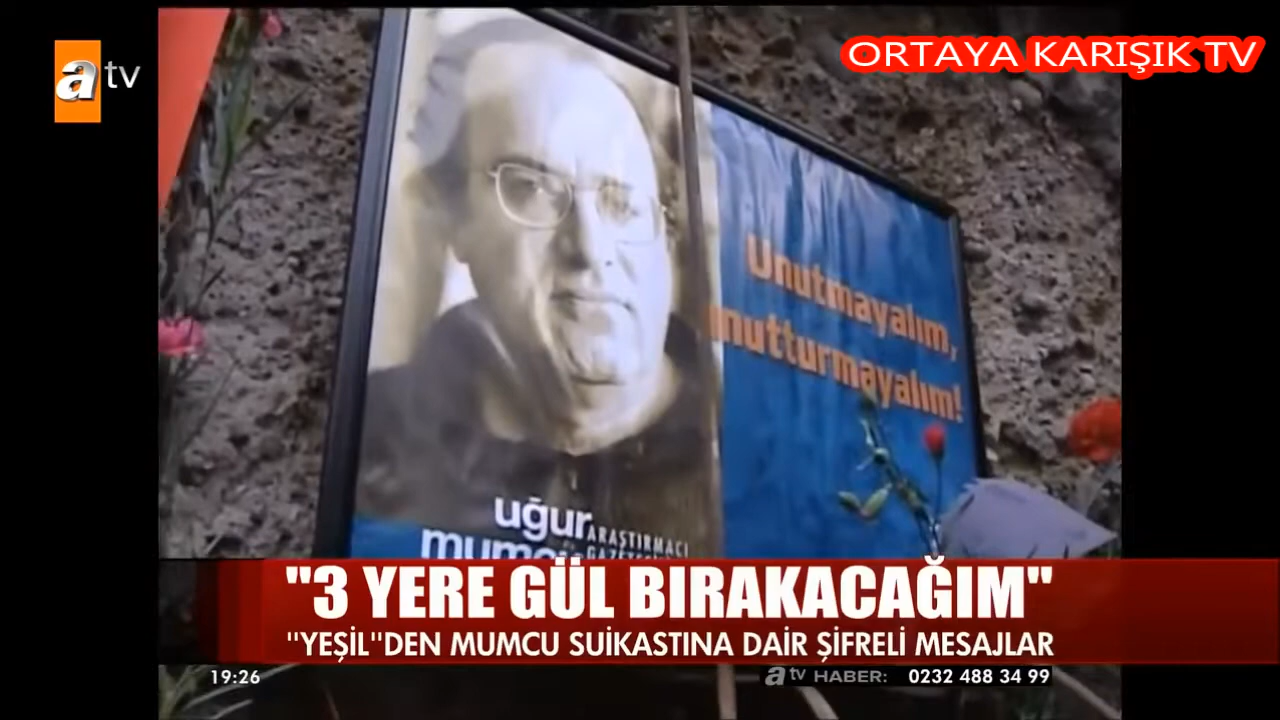 atv
ORTAYA KARIŞIK TV
Unutmayalım,
unutturmayalım!
uğur
mumcu
ARAŞTIRMACI
"3 YERE GÜL BIRAKACAĞIM"
"YEŞİL"DEN MUMCU SUİKASTINA DAİR ŞİFRELİ MESAJLAR
19:26
atv HABER: 0232 488 34 99